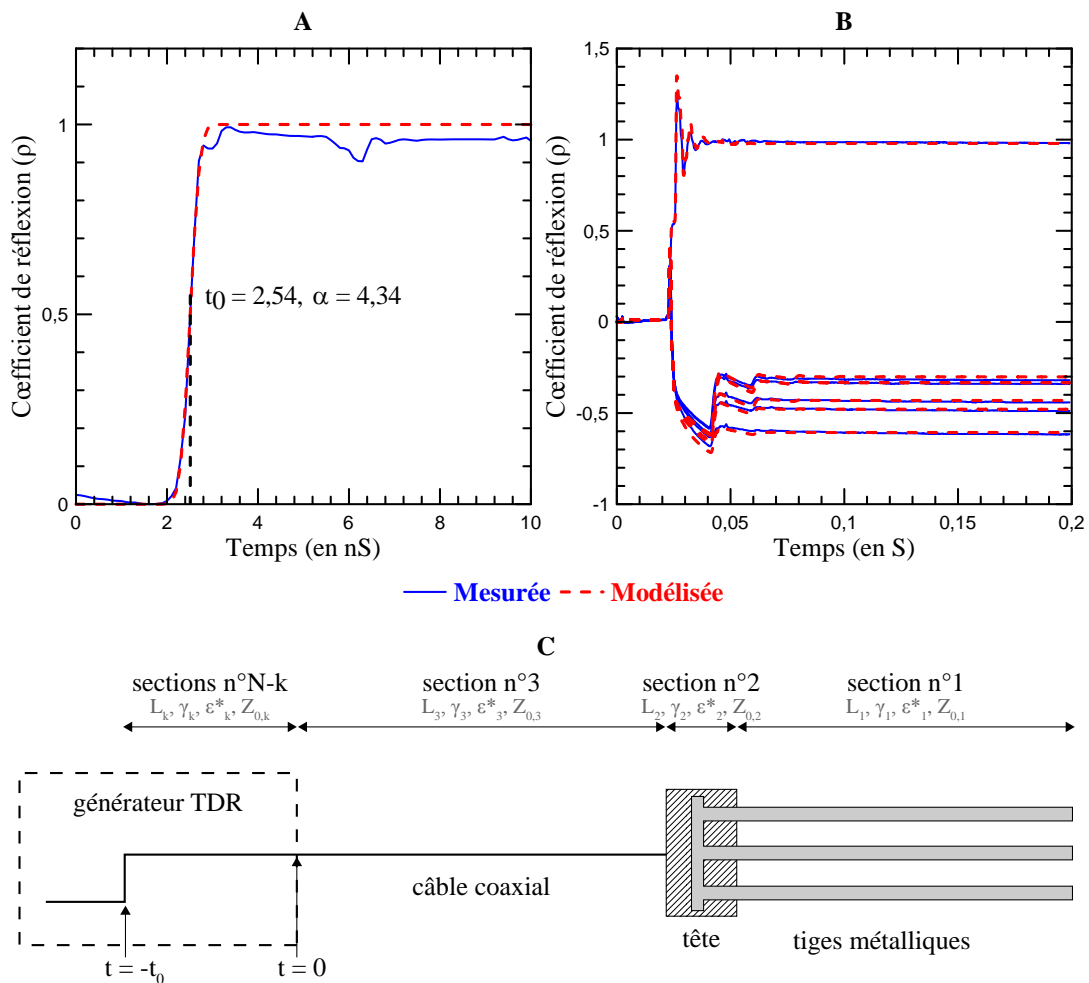 A
B
Cœfficient de réflexion (ρ)
1
0,5
0
t0 = 2,54, α = 4,34
0 2 4 6 8 10
Temps (en nS)
Cœfficient de réflexion (ρ)
1,5
1
0,5
0
-0,5
-1
0 0,05 0,1 0,15 0,2
Temps (en S)
Mesurée Modélisée
C
sections n°N-k section n°3 section n°2 section n°1
Lk, γk, ε*k, Z0,k L3, γ3, ε*3, Z0,3 L2, γ2, ε*2, Z0,2 L1, γ1, ε*1, Z0,1
générateur TDR
câble coaxial
tête
tiges métalliques
t = -t0
t = 0